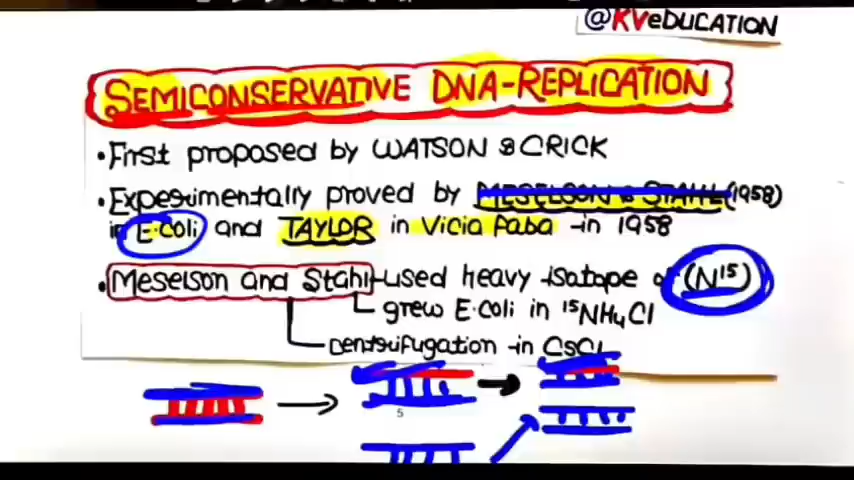 @KVeDUCATION
SEMICONSERVATIVE DNA-REPLICATION
•First proposed by WATSON & CRICK
•Experimentally proved by MESELSON & STAHL (1958)
in E·coli and TAYLOR in Vicia Faba in 1958
•Meselson and Stahl used heavy isotope of (N¹⁵)
grew E·coli in ¹⁵NH₄Cl
Centrifugation in CsCl
5